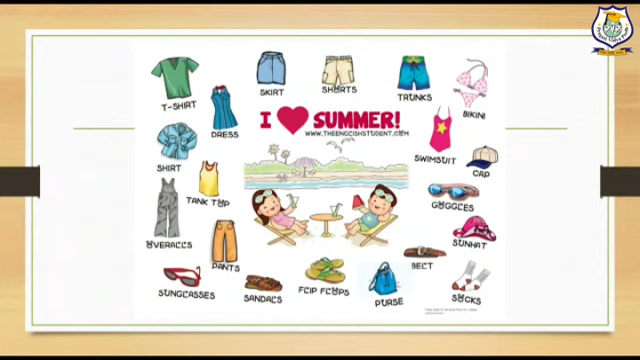 SKIRT
SHORTS
TRUNKS
T-SHIRT
DRESS
BIKINI
I SUMMER!
WWW.THEENGLISHSTUDENT.COM
SHIRT
SWIMSUIT
CAP
TANK TOP
GOGGLES
OVERALLS
SUNHAT
PANTS
BELT
SUNGLASSES
SANDALS
FLIP FLOPS
PURSE
SOCKS
PVP